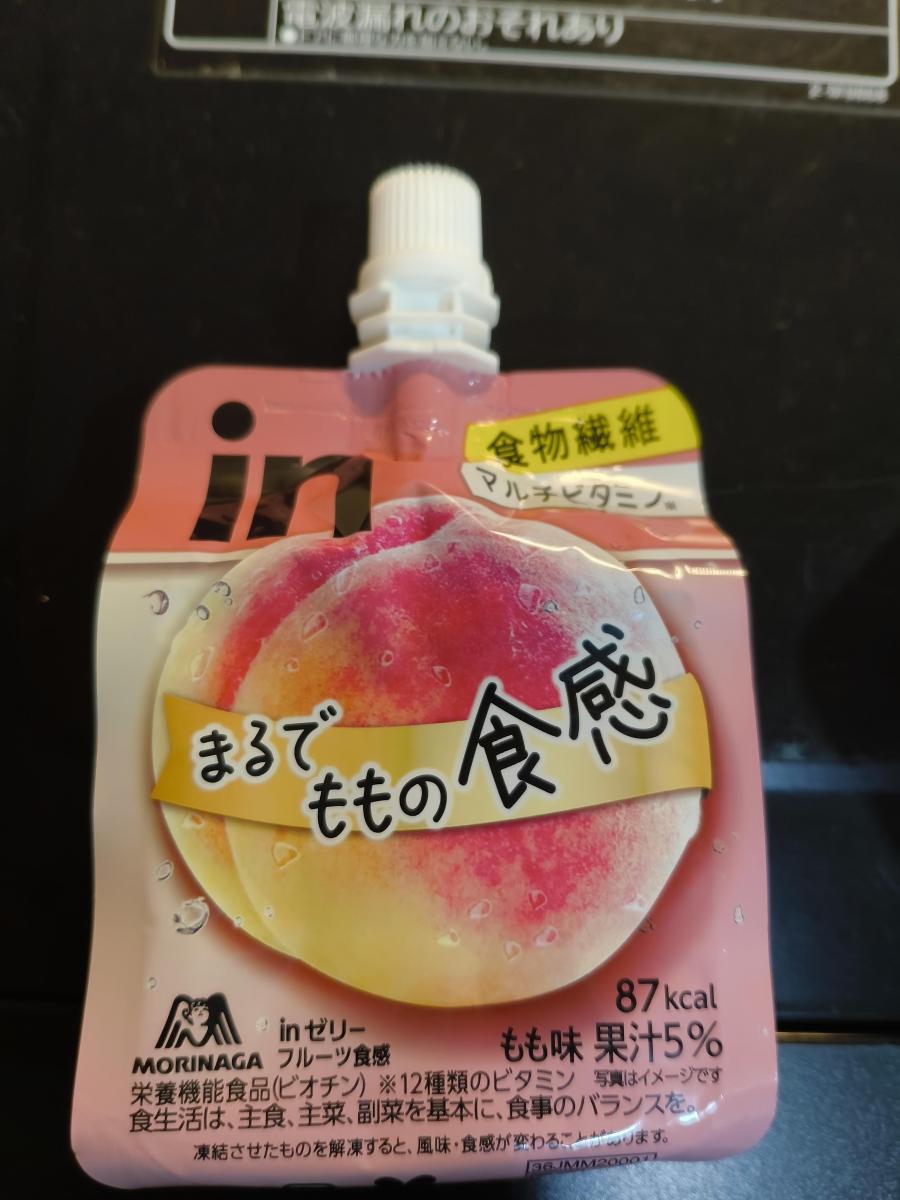 電波漏れのおそれあり
in
食物繊維
マルチビタミン※
まるで
ももの食感
87kcal
もも味 果汁5%
MORINAGA
inゼリー
フルーツ食感
写真はイメージです
栄養機能食品(ビオチン) ※12種類のビタミン
食生活は、主食、主菜、副菜を基本に、食事のバランスを。
凍結させたものを解凍すると、風味・食感が変わることがあります。
36JMM20001